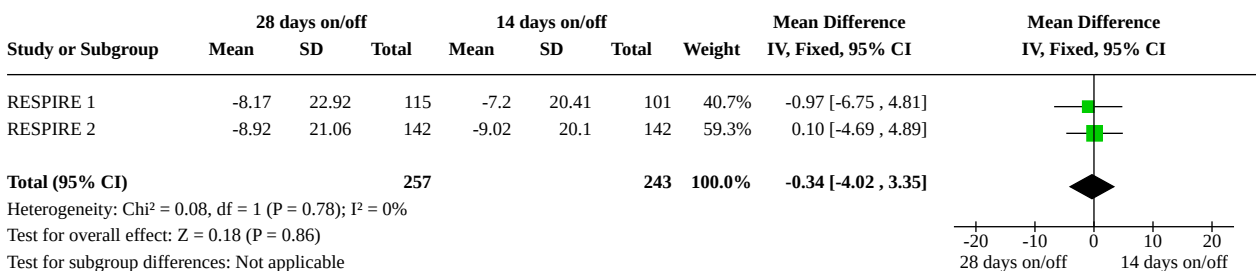 28 days on/off 14 days on/off Mean Difference Mean Difference
Study or Subgroup Mean SD Total Mean SD Total Weight IV, Fixed, 95% CI IV, Fixed, 95% CI
RESPIRE 1 -8.17 22.92 115 -7.2 20.41 101 40.7% -0.97 [-6.75 , 4.81]
RESPIRE 2 -8.92 21.06 142 -9.02 20.1 142 59.3% 0.10 [-4.69 , 4.89]
Total (95% CI) 257 243 100.0% -0.34 [-4.02 , 3.35]
Heterogeneity: Chi² = 0.08, df = 1 (P = 0.78); I² = 0%
Test for overall effect: Z = 0.18 (P = 0.86)
-20 -10 0 10 20
Test for subgroup differences: Not applicable 28 days on/off 14 days on/off